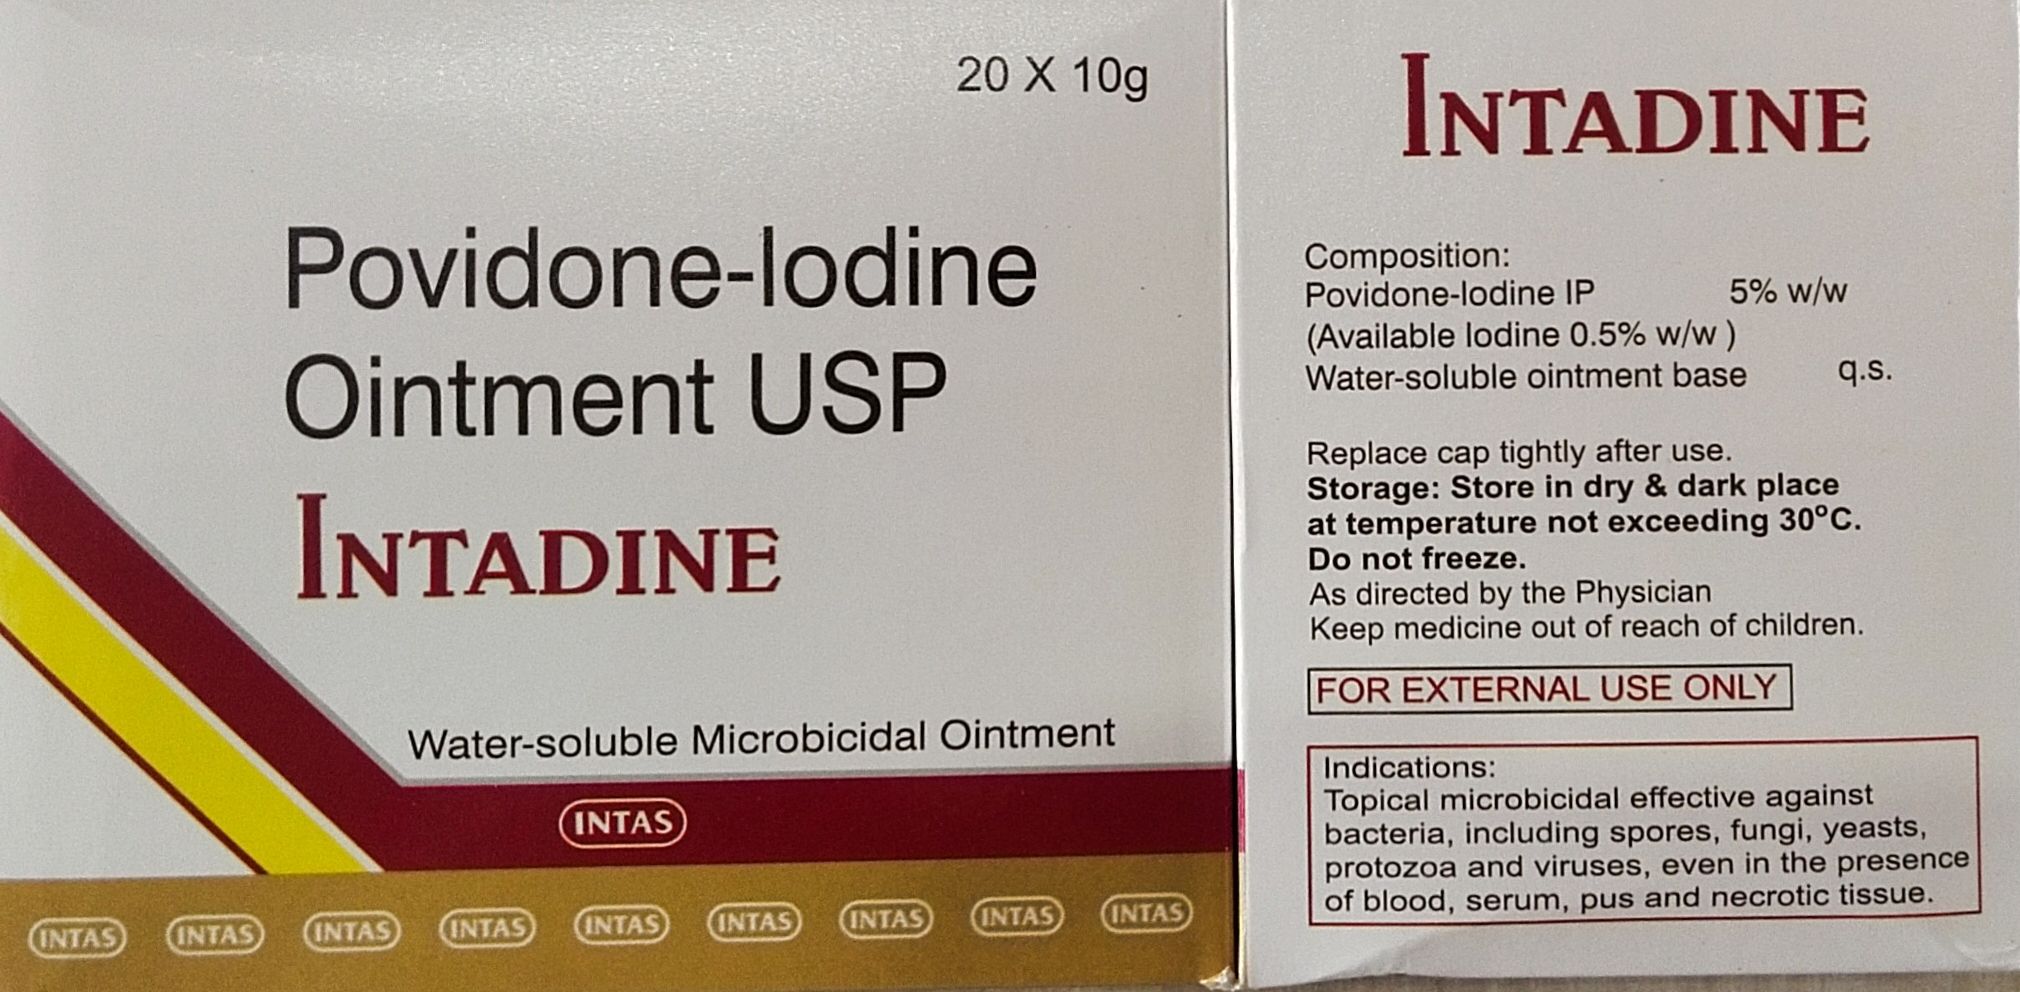 20 X 10g
Povidone-Iodine
Ointment USP
INTADINE
Water-soluble Microbicidal Ointment
INTAS
INTAS INTAS INTAS INTAS INTAS INTAS INTAS INTAS INTAS
INTADINE
Composition:
Povidone-Iodine IP 5% w/w
(Available Iodine 0.5% w/w )
Water-soluble ointment base q.s.
Replace cap tightly after use.
Storage: Store in dry & dark place
at temperature not exceeding 30°C.
Do not freeze.
As directed by the Physician
Keep medicine out of reach of children.
FOR EXTERNAL USE ONLY
Indications:
Topical microbicidal effective against
bacteria, including spores, fungi, yeasts,
protozoa and viruses, even in the presence
of blood, serum, pus and necrotic tissue.